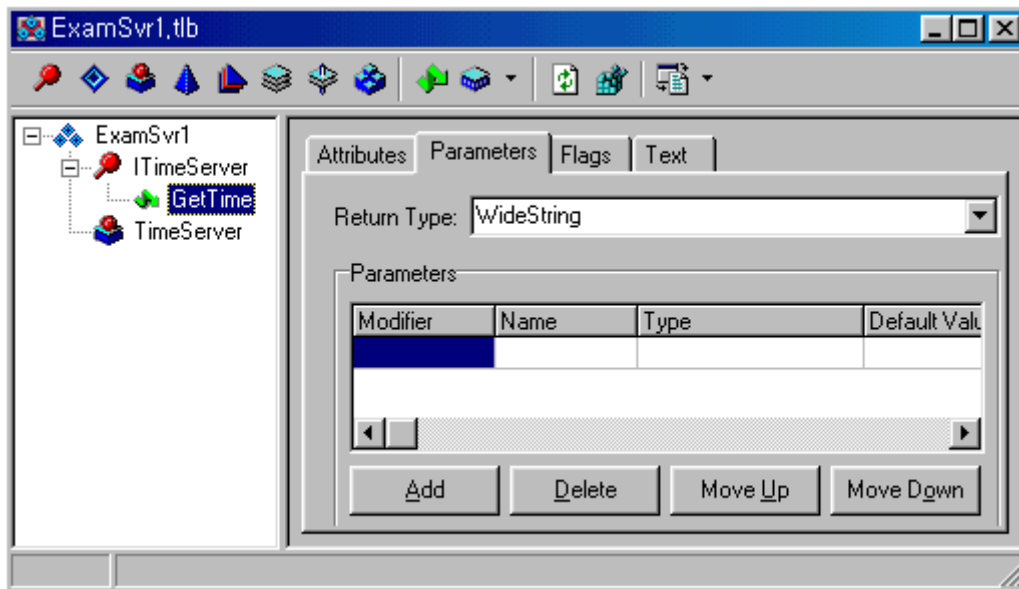 ExamSvr1.tlb
ExamSvr1
ITimeServer
GetTime
TimeServer
Attributes Parameters Flags Text
Return Type: WideString
Parameters
Modifier Name Type Default Valu
Add Delete Move Up Move Down